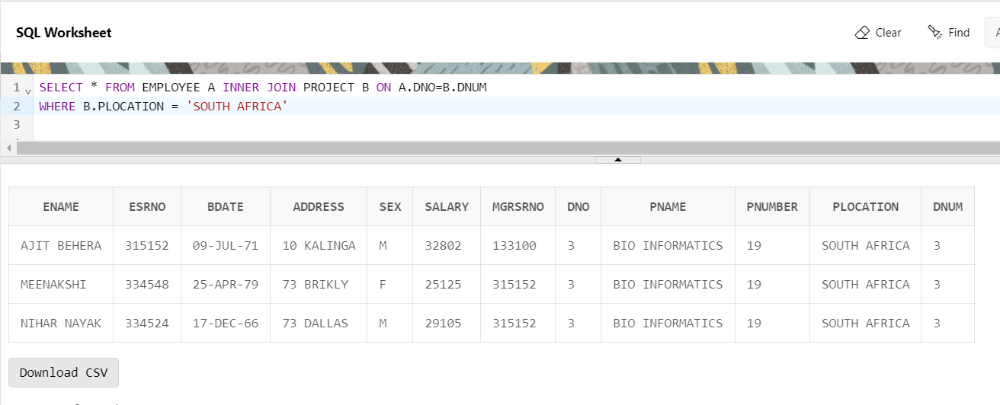 SQL Worksheet
Clear
Find
1 SELECT * FROM EMPLOYEE A INNER JOIN PROJECT B ON A.DNO=B.DNUM
2 WHERE B.PLOCATION = 'SOUTH AFRICA'
3
ENAME ESRNO BDATE ADDRESS SEX SALARY MGRSRNO DNO PNAME PNUMBER PLOCATION DNUM
AJIT BEHERA 315152 09-JUL-71 10 KALINGA M 32802 133100 3 BIO INFORMATICS 19 SOUTH AFRICA 3
MEENAKSHI 334548 25-APR-79 73 BRIKLY F 25125 315152 3 BIO INFORMATICS 19 SOUTH AFRICA 3
NIHAR NAYAK 334524 17-DEC-66 73 DALLAS M 29105 315152 3 BIO INFORMATICS 19 SOUTH AFRICA 3
Download CSV